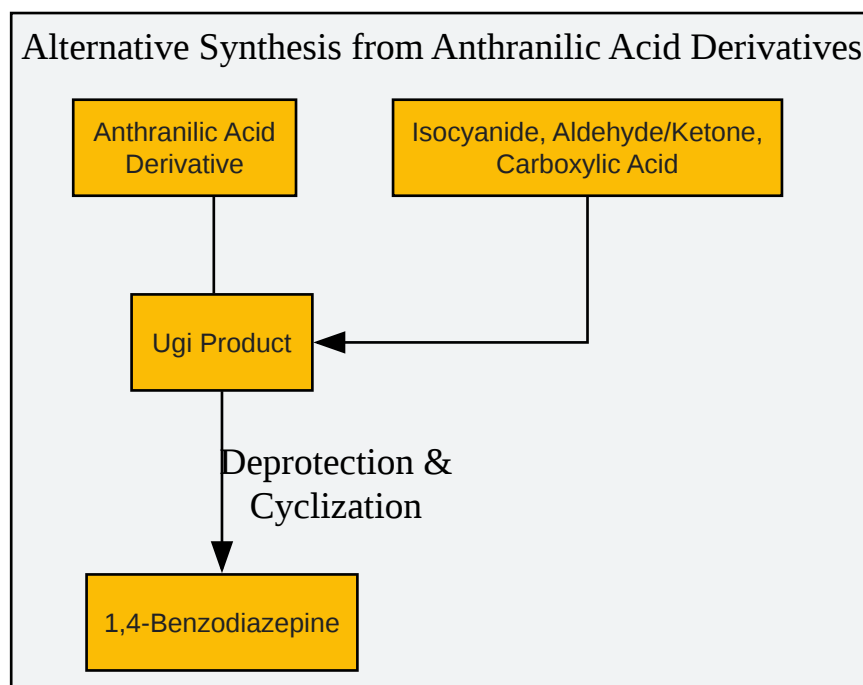 Alternative Synthesis from Anthranilic Acid Derivatives
Anthranilic Acid
Derivative
Isocyanide, Aldehyde/Ketone,
Carboxylic Acid
Ugi Product
Deprotection &
Cyclization
1,4-Benzodiazepine